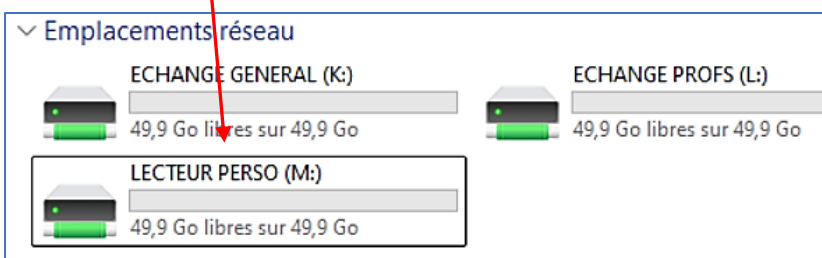 Emplacements réseau
ECHANGE GENERAL (K:)
49,9 Go libres sur 49,9 Go
ECHANGE PROFS (L:)
49,9 Go libres sur 49,9 Go
LECTEUR PERSO (M:)
49,9 Go libres sur 49,9 Go